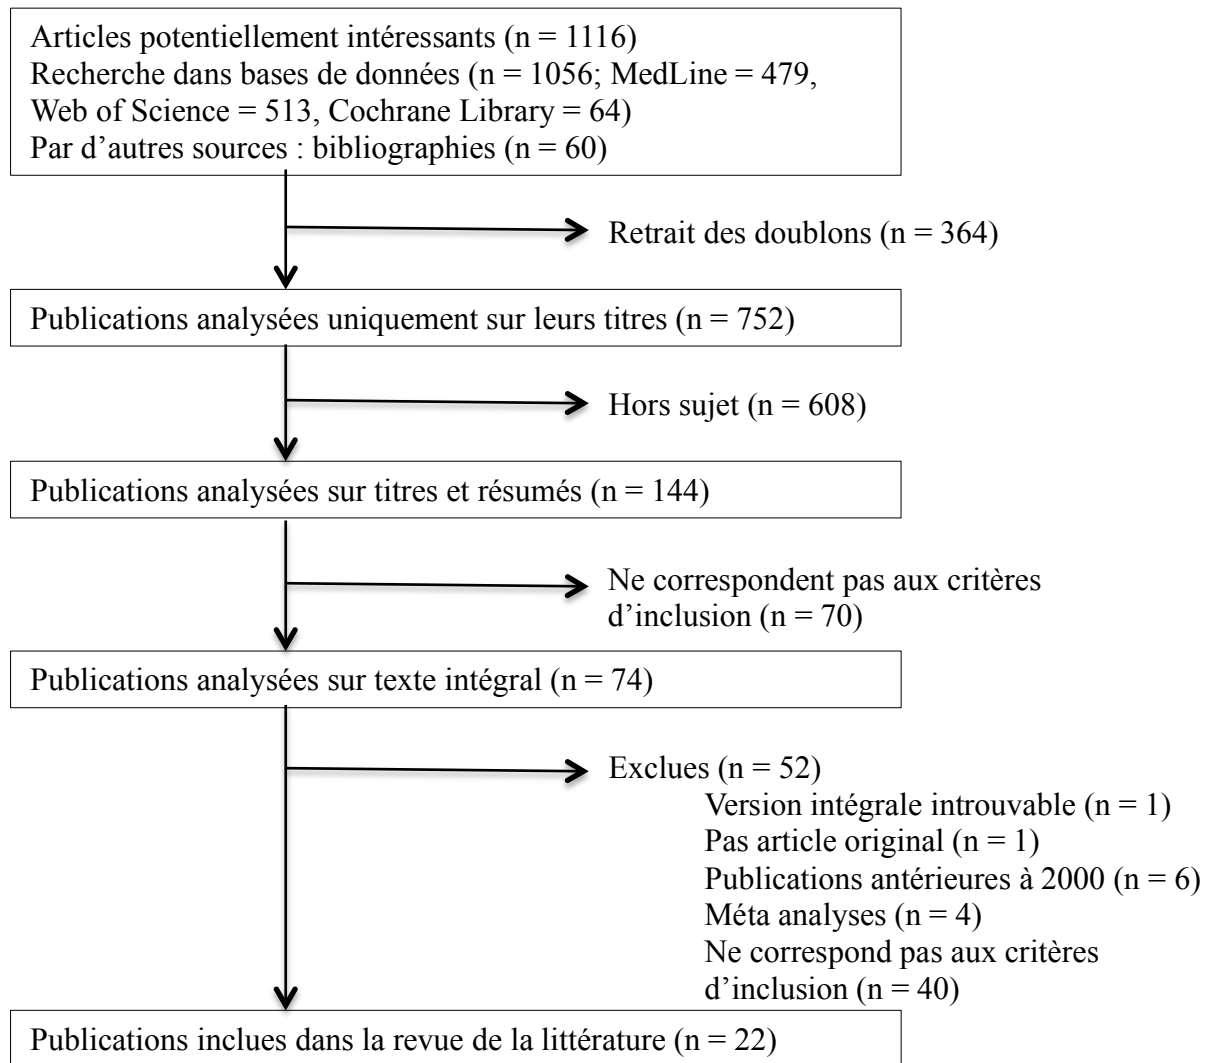 Articles potentiellement intéressants (n = 1116)
Recherche dans bases de données (n = 1056; MedLine = 479,
Web of Science = 513, Cochrane Library = 64)
Par d’autres sources : bibliographies (n = 60)
Retrait des doublons (n = 364)
Publications analysées uniquement sur leurs titres (n = 752)
Hors sujet (n = 608)
Publications analysées sur titres et résumés (n = 144)
Ne correspondent pas aux critères
d’inclusion (n = 70)
Publications analysées sur texte intégral (n = 74)
Exclues (n = 52)
Version intégrale introuvable (n = 1)
Pas article original (n = 1)
Publications antérieures à 2000 (n = 6)
Méta analyses (n = 4)
Ne correspond pas aux critères
d’inclusion (n = 40)
Publications inclues dans la revue de la littérature (n = 22)